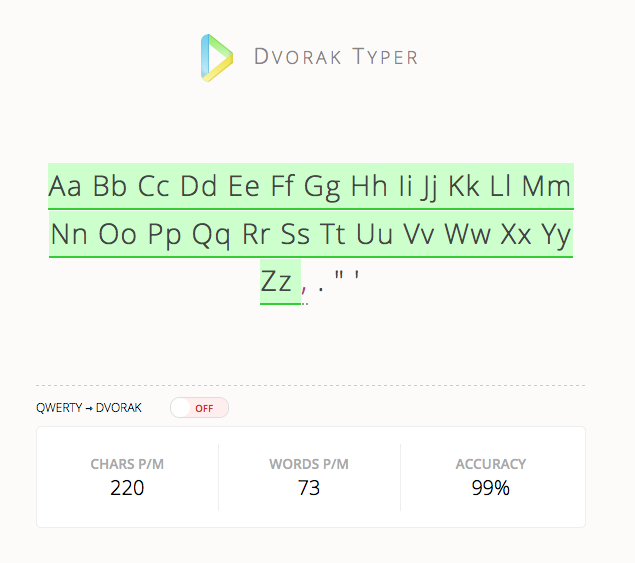 Dvorak Typer
Aa Bb Cc Dd Ee Ff Gg Hh Ii Jj Kk Ll Mm
Nn Oo Pp Qq Rr Ss Tt Uu Vv Ww Xx Yy
Zz , . " '
QWERTY → DVORAK OFF
CHARS P/M WORDS P/M ACCURACY
220 73 99%